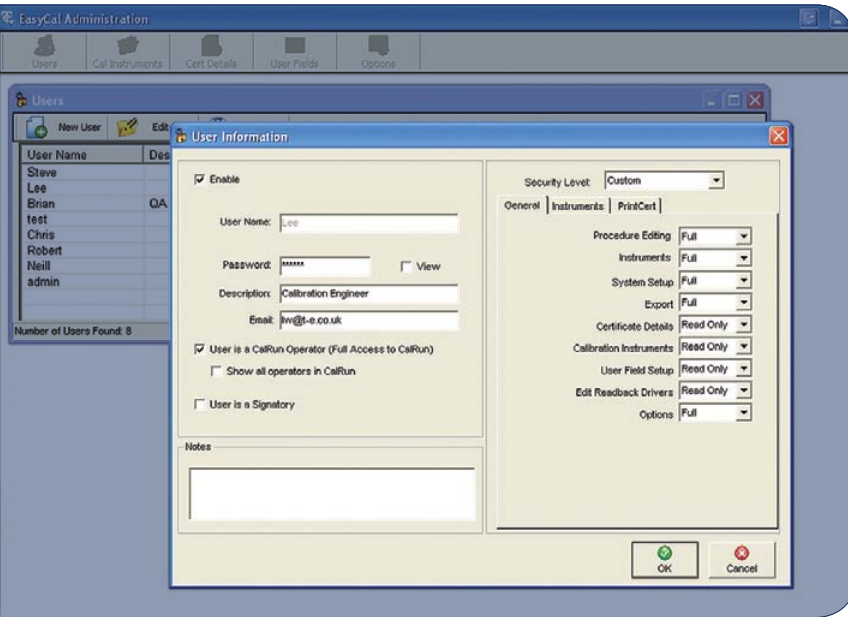 EasyCal Administration
Users Cal Instruments Cert Details User Fields Options
Users
New User Edit
User Name Des
Steve
Lee
Brian QA
test
Chris
Robert
Neill
admin
Number of Users Found: 8
User Information
Enable
User Name: Lee
Password: ******
View
Description: Calibration Engineer
Email:
User is a CalRun Operator (Full Access to CalRun)
Show all operators in CalRun
User is a Signatory
Notes
Security Level: Custom
General Instruments PrintCert
Procedure Editing Full
Instruments Full
System Setup Full
Export Full
Certificate Details Read Only
Calibration Instruments Read Only
User Field Setup Read Only
Edit Readback Drivers Read Only
Options Full
OK Cancel